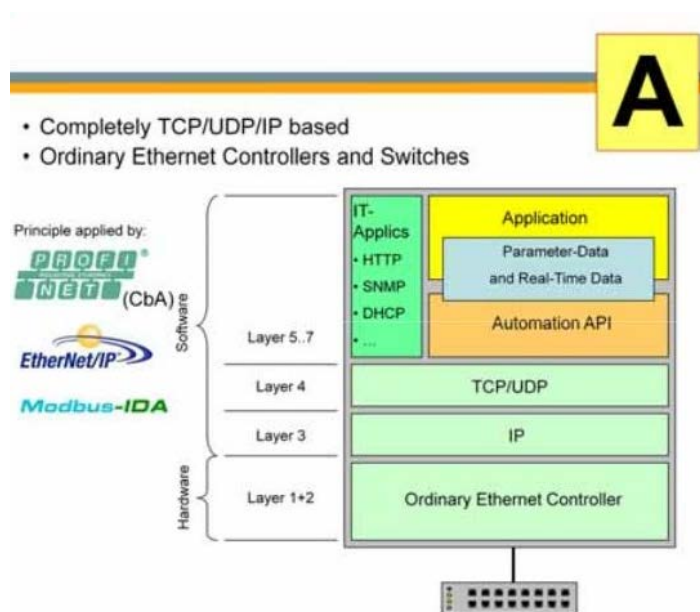 A
• Completely TCP/UDP/IP based
• Ordinary Ethernet Controllers and Switches
Principle applied by:
PROFI®
NET
(CbA)
EtherNet/IP
Modbus-IDA
Software
Hardware
Layer 5..7
Layer 4
Layer 3
Layer 1+2
IT-
Applics
• HTTP
• SNMP
• DHCP
• ...
Application
Parameter-Data
and Real-Time Data
Automation API
TCP/UDP
IP
Ordinary Ethernet Controller